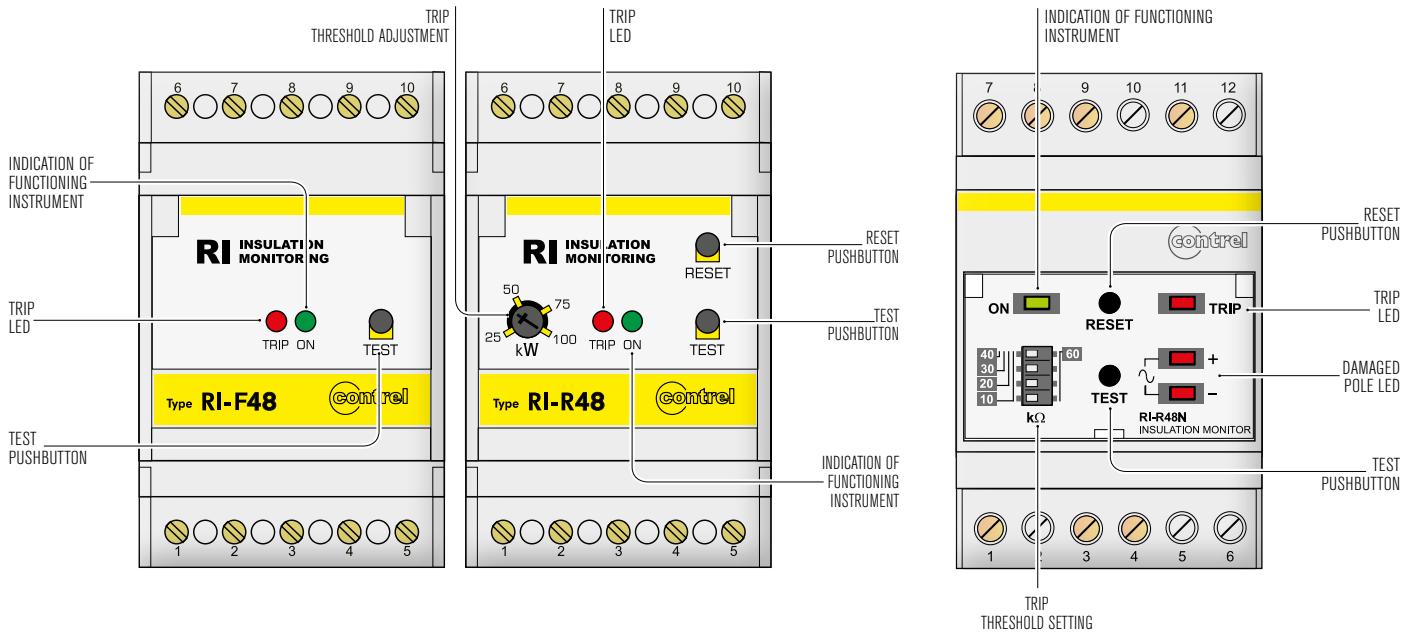 TRIP
THRESHOLD ADJUSTMENT
TRIP
LED
INDICATION OF FUNCTIONING
INSTRUMENT
6 7 8 9 10
6 7 8 9 10
7 8 9 10 11 12
INDICATION OF
FUNCTIONING
INSTRUMENT
TRIP
LED
TEST
PUSHBUTTON
RI INSULATION
MONITORING
TRIP ON
TEST
Type RI-F48 contrel
1 2 3 4 5
RI INSULATION
MONITORING
RESET
50
75
25
100
kW
TRIP ON
TEST
Type RI-R48 contrel
1 2 3 4 5
RESET
PUSHBUTTON
TEST
PUSHBUTTON
INDICATION OF
FUNCTIONING
INSTRUMENT
contrel
ON
RESET
TRIP
40
60
30
20
10
kΩ
TEST
+
−
RI-R48N
INSULATION MONITOR
1 2 3 4 5 6
RESET
PUSHBUTTON
TRIP
LED
DAMAGED
POLE LED
TEST
PUSHBUTTON
TRIP
THRESHOLD SETTING